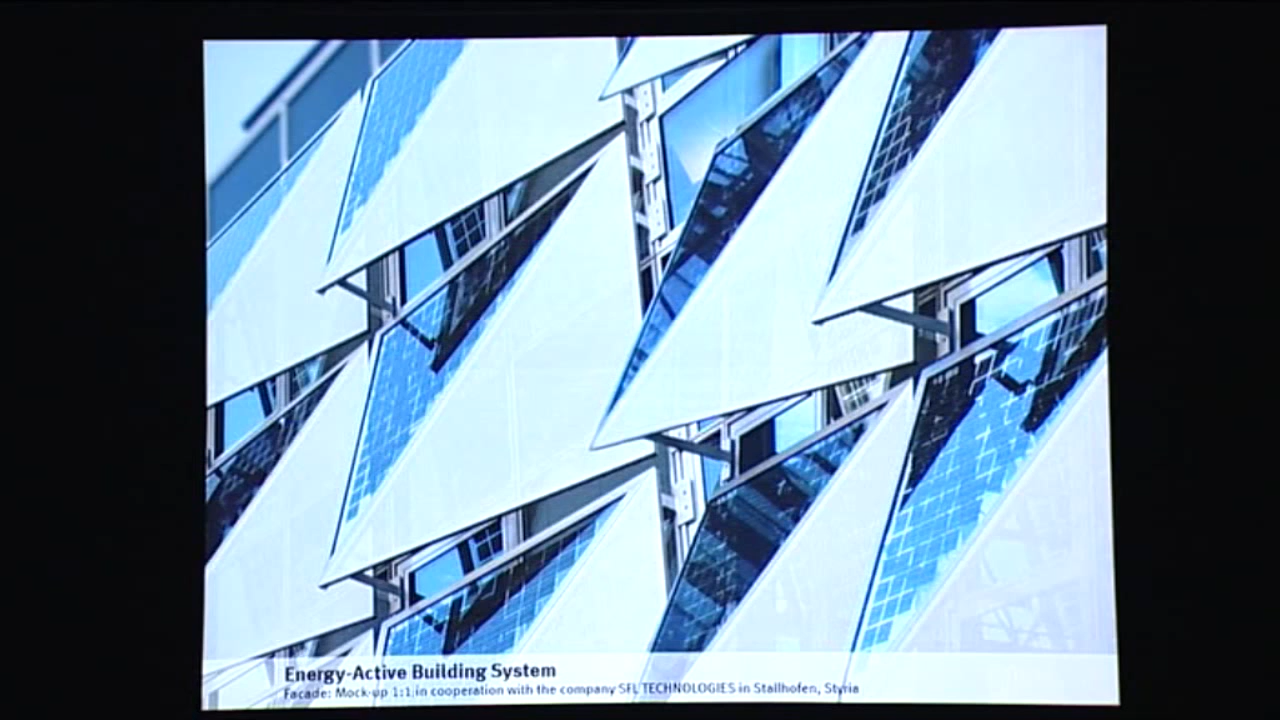 Energy-Active Building System
Facade: Mock-up 1:1 in cooperation with the company SFL TECHNOLOGIES in Stallhofen, Styria